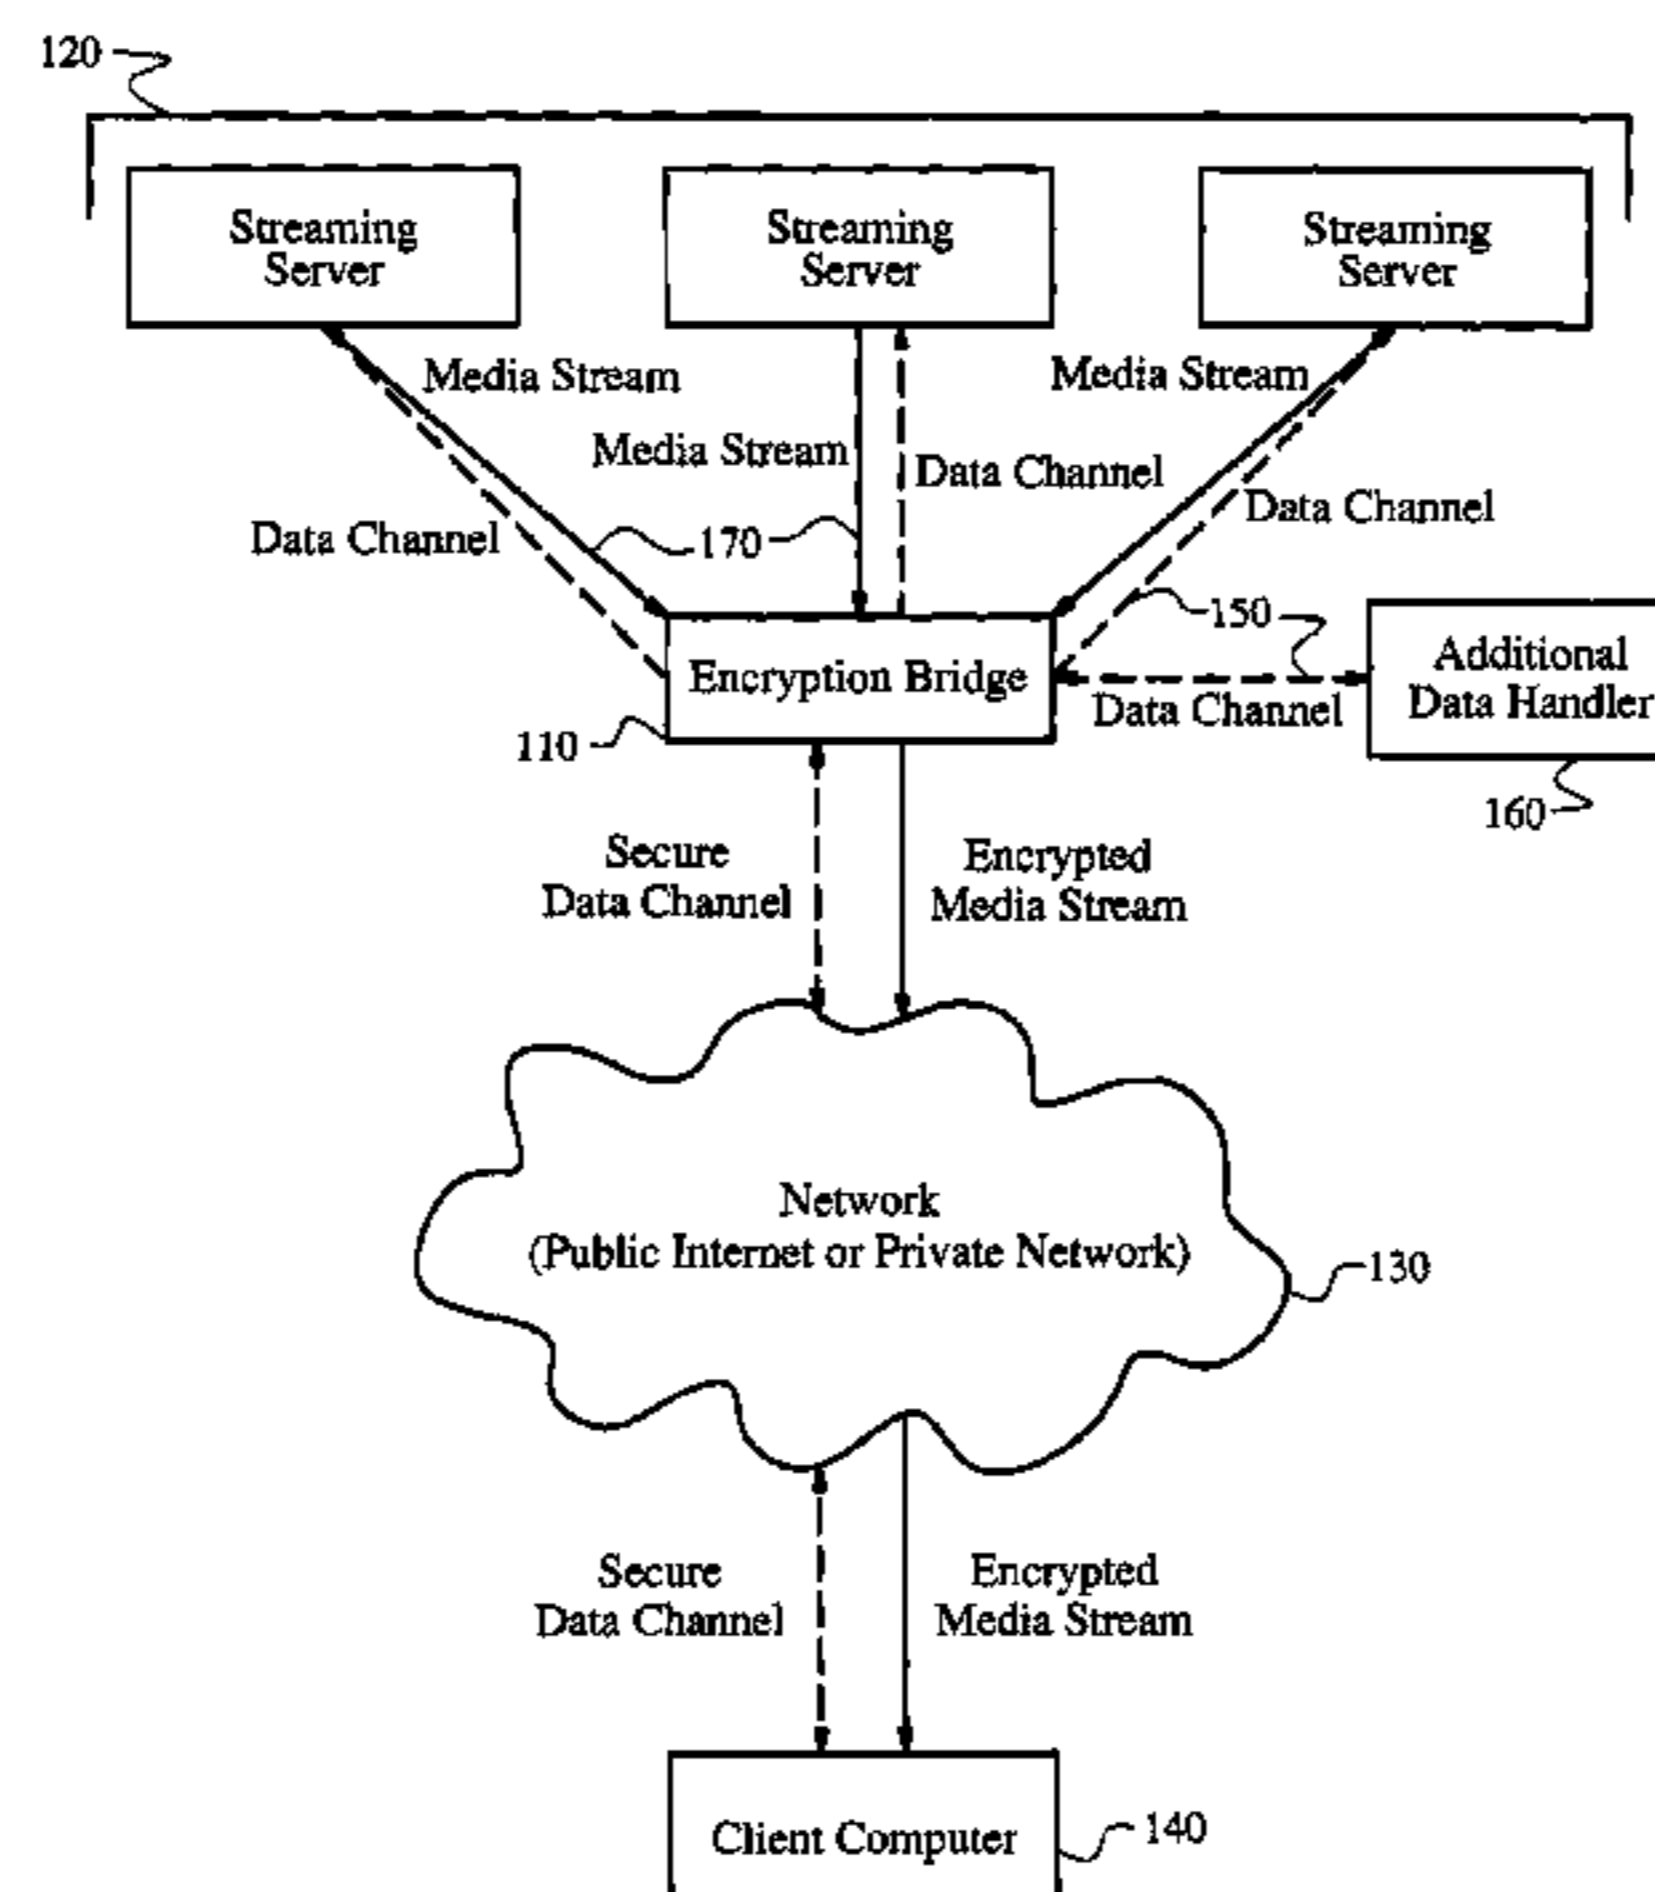 120
Streaming
Server
Streaming
Server
Streaming
Server
Media Stream
Media Stream
Media Stream
Data Channel
Data Channel
Data Channel
170
150
Encryption Bridge
Data Channel
Additional
Data Handler
110
160
Secure
Data Channel
Encrypted
Media Stream
Network
(Public Internet or Private Network)
130
Secure
Data Channel
Encrypted
Media Stream
Client Computer
140